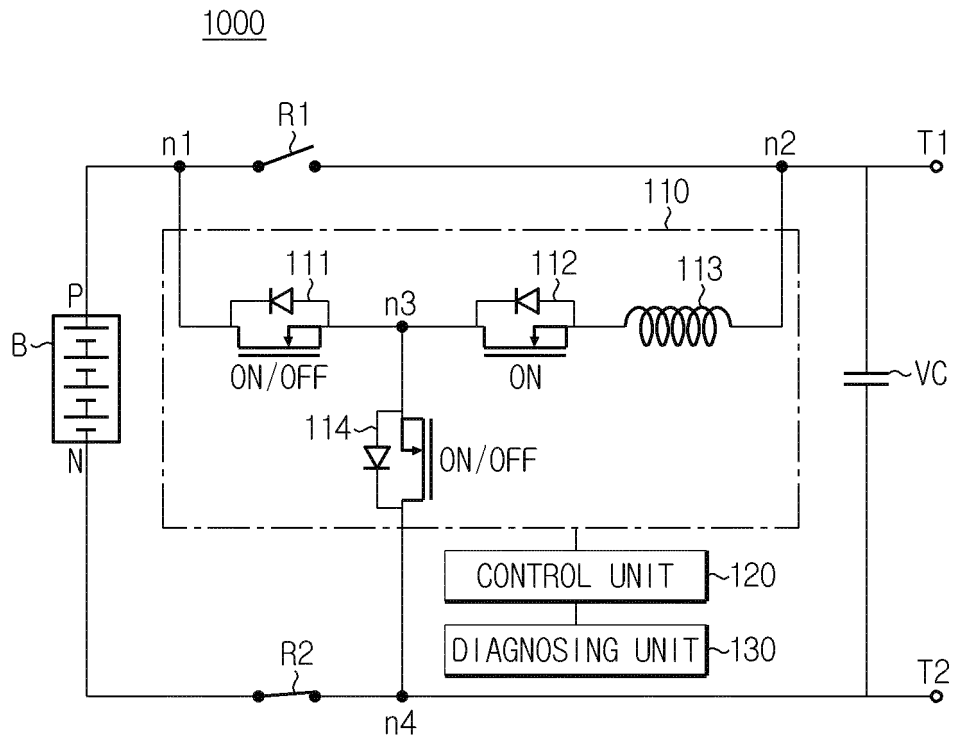 1000
R1
n1
n2
T1
110
111
112
113
n3
P
B
ON/OFF
ON
VC
114
ON/OFF
N
CONTROL UNIT
120
DIAGNOSING UNIT
130
R2
T2
n4